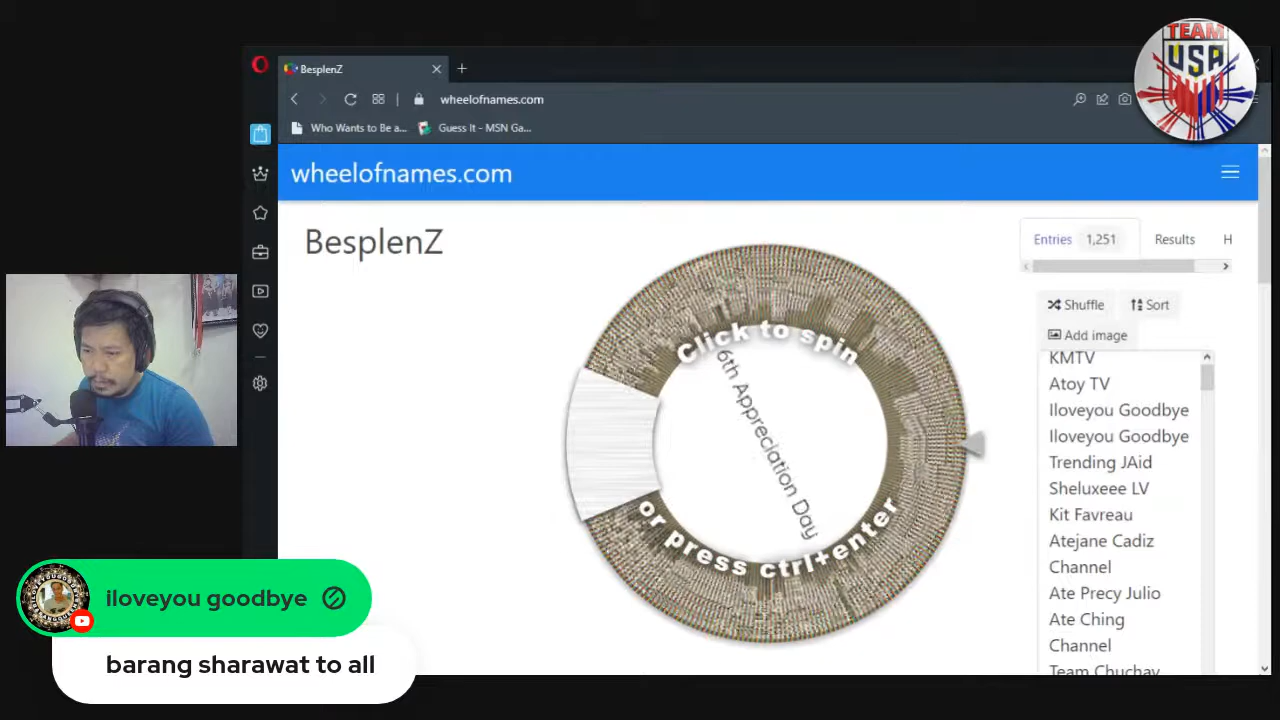 TEAM
USA
BesplenZ
wheelofnames.com
Who Wants to Be a...
Guess It - MSN Ga...
wheelofnames.com
BesplenZ
Click to spin
6th Appreciation Day
or press ctrl+enter
Entries 1,251 Results H
Shuffle Sort
Add image
KMTV
Atoy TV
Iloveyou Goodbye
Iloveyou Goodbye
Trending JAid
Sheluxeee LV
Kit Favreau
Atejane Cadiz
Channel
Ate Precy Julio
Ate Ching
Channel
Team Chuchay
iloveyou goodbye
barang sharawat to all